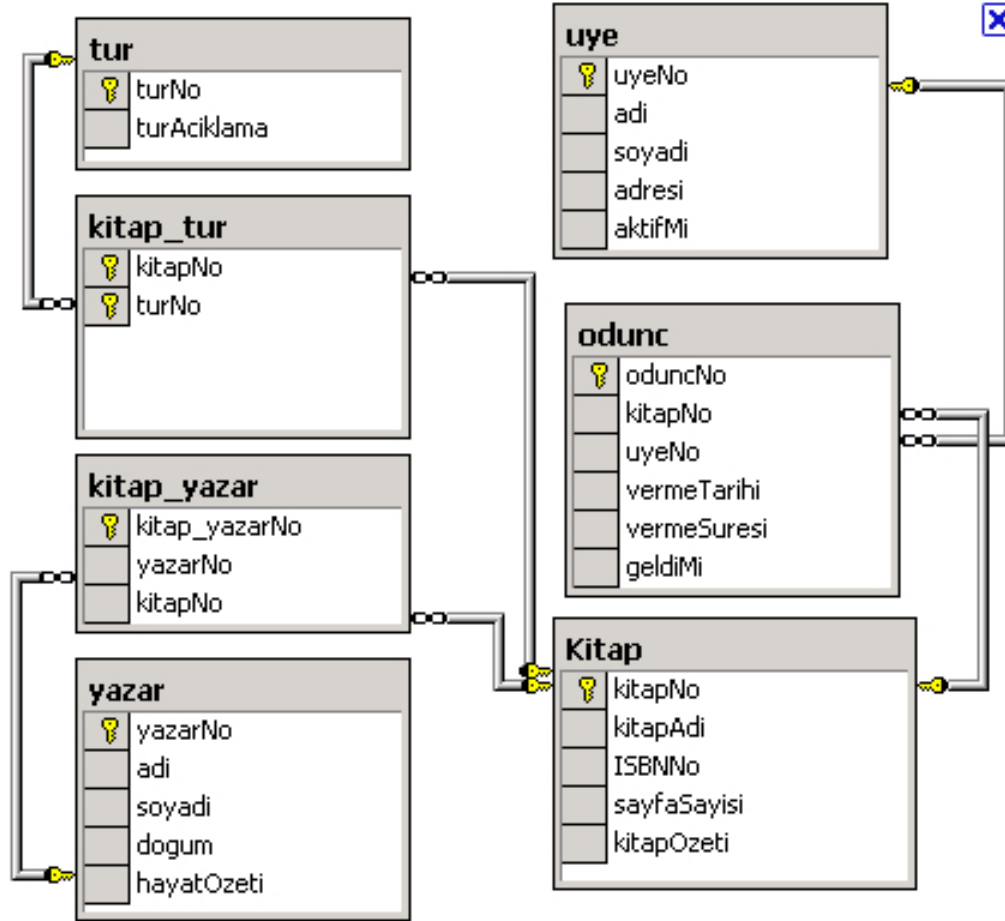 tur
turNo
turAciklama
kitap_tur
kitapNo
turNo
kitap_yazar
kitap_yazarNo
yazarNo
kitapNo
yazar
yazarNo
adi
soyadi
dogum
hayatOzeti
uye
uyeNo
adi
soyadi
adresi
aktifMi
odunc
oduncNo
kitapNo
uyeNo
vermeTarihi
vermeSuresi
geldiMi
Kitap
kitapNo
kitapAdi
ISBNNo
sayfaSayisi
kitapOzeti